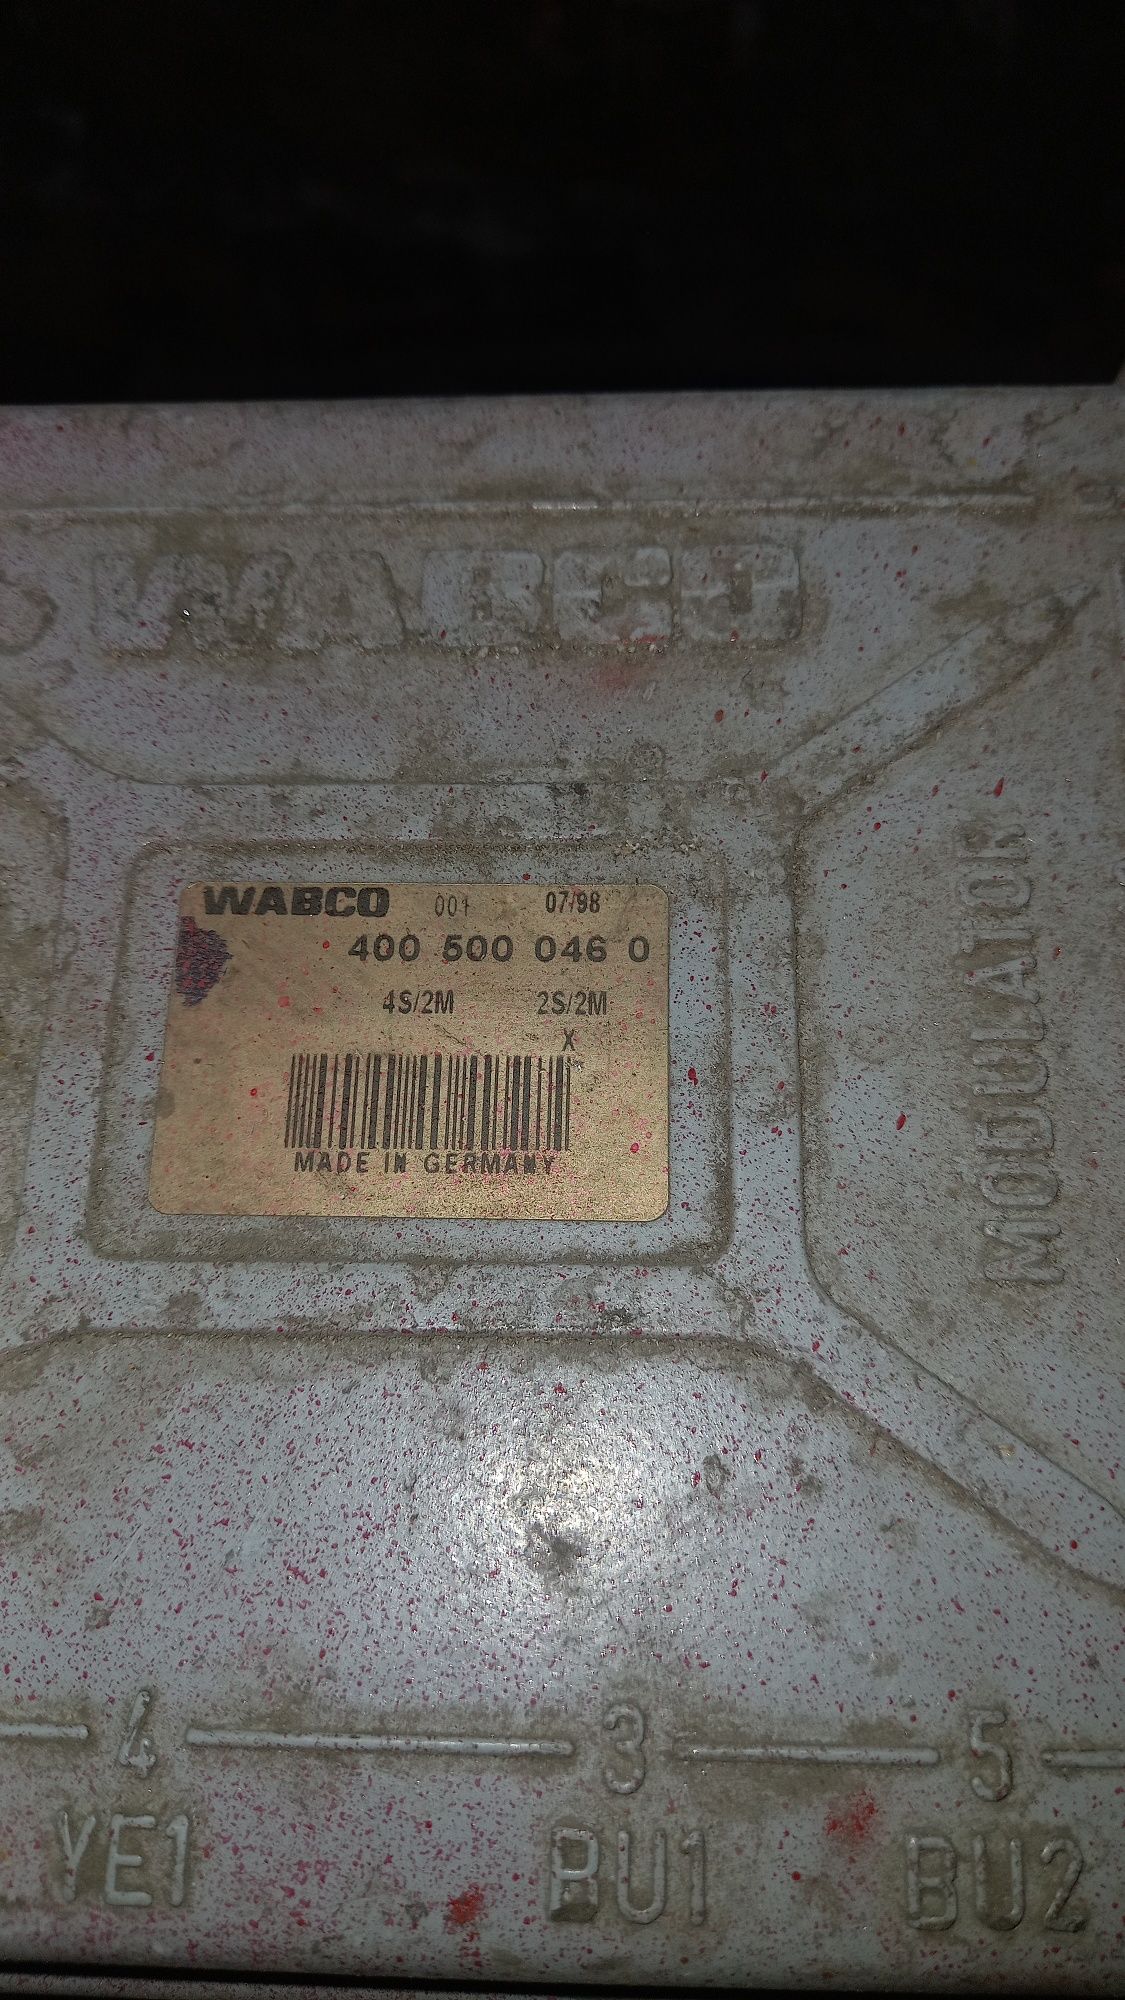 WABCO
WABCO 001 07/98
400 500 046 0
4S/2M 2S/2M
X
MADE IN GERMANY
MODULATOR
4 3 5
YE1 BU1 BU2